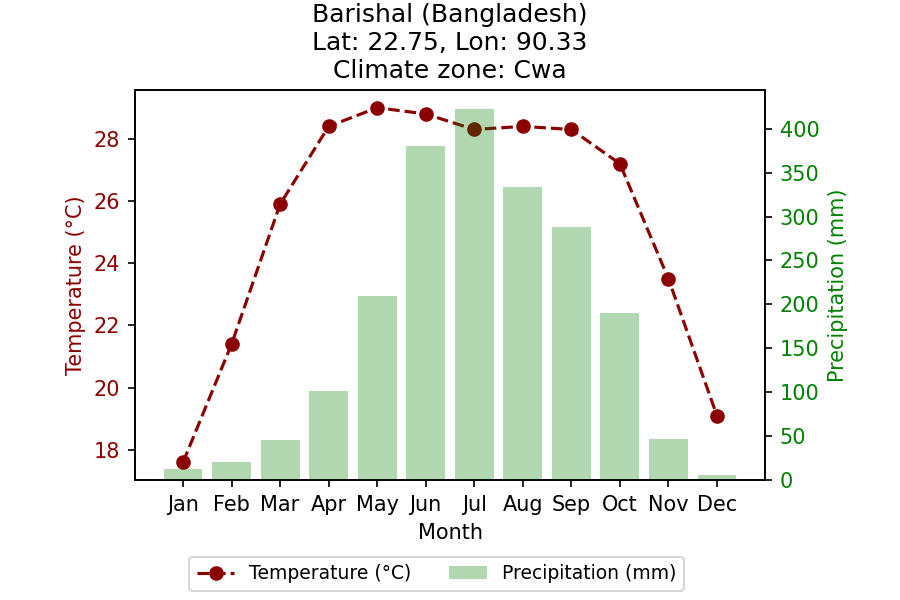 Barishal (Bangladesh)
Lat: 22.75, Lon: 90.33
Climate zone: Cwa
Temperature (°C)
28
26
24
22
20
18
400
350
300
250
200
150
100
50
0
Precipitation (mm)
Jan Feb Mar Apr May Jun Jul Aug Sep Oct Nov Dec
Month
Temperature (°C) Precipitation (mm)